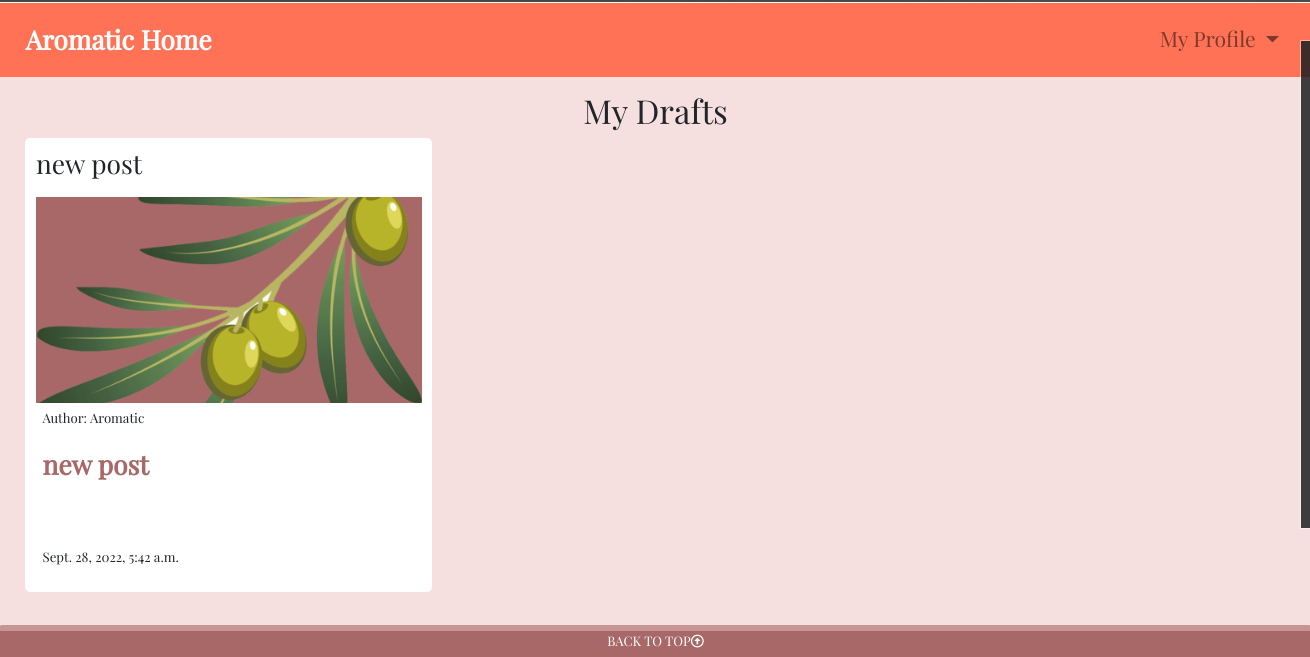 Aromatic Home
My Profile
My Drafts
new post
Author: Aromatic
new post
Sept. 28, 2022, 5:42 a.m.
BACK TO TOP